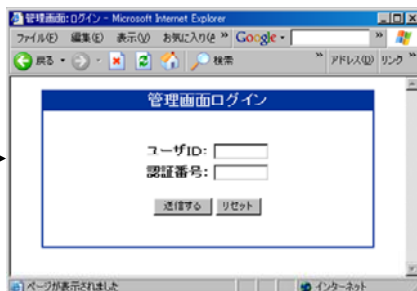 管理画面:ログイン - Microsoft Internet Explorer
ファイル(F) 編集(E) 表示(V) お気に入り(A) » Google »
戻る 検索 » アドレス(D) リンク »
管理画面ログイン
ユーザID:
認証番号:
送信する リセット
ページが表示されました インターネット